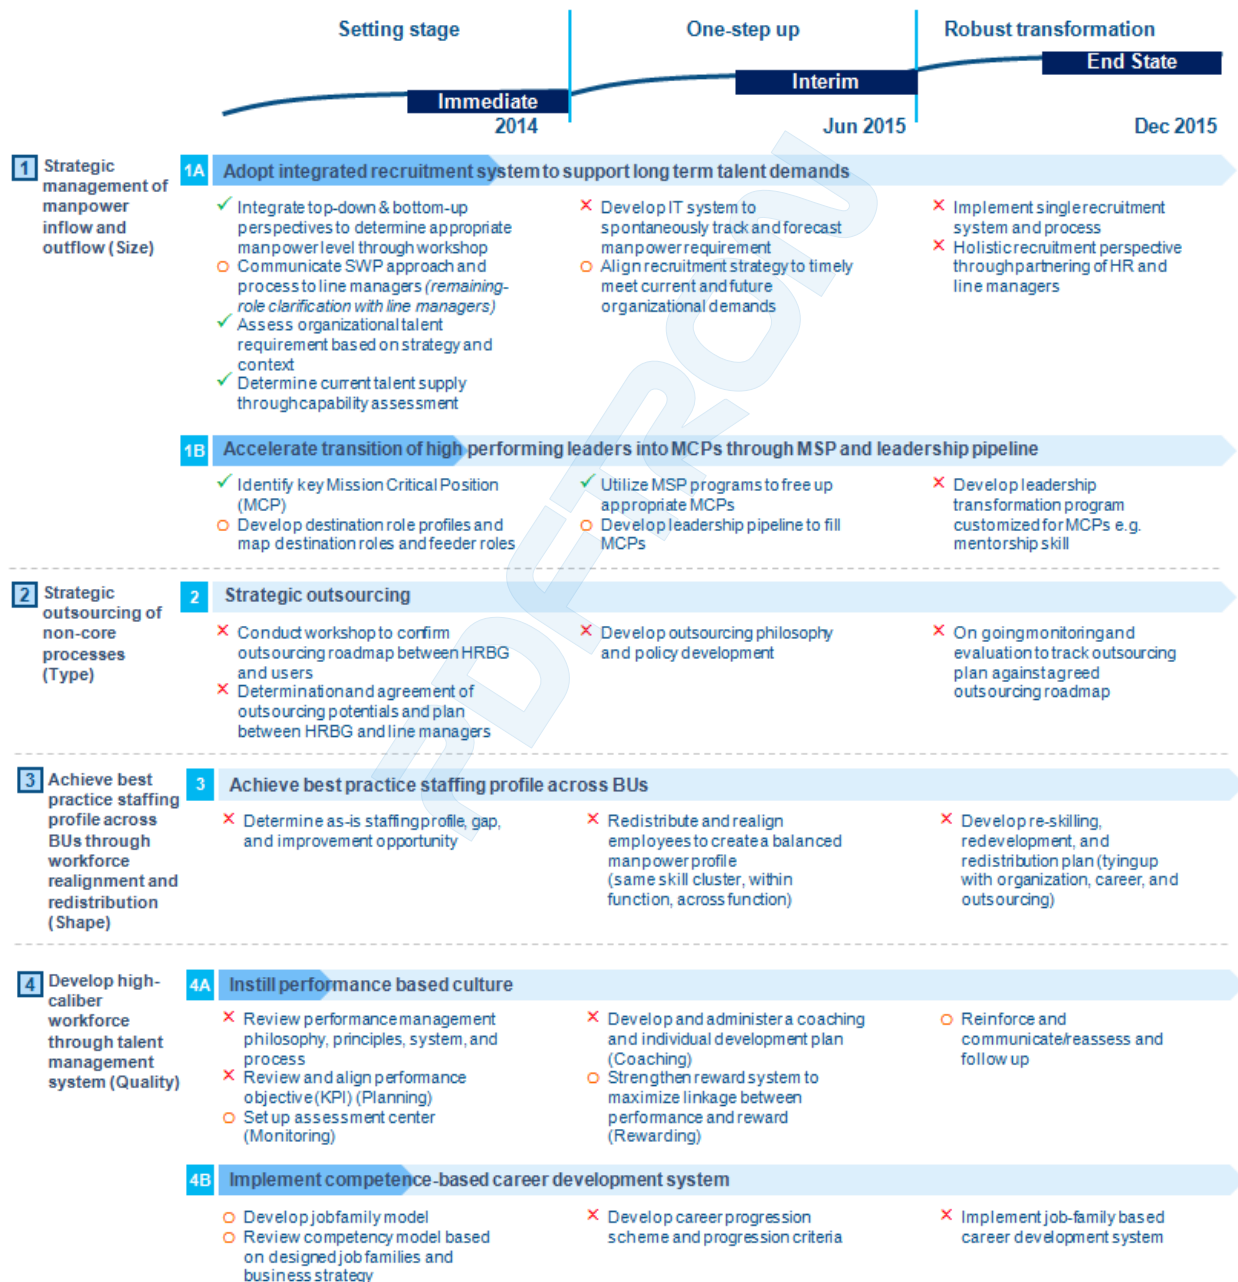 Setting stage
One-step up
Robust transformation
Immediate
Interim
End State
2014
Jun 2015
Dec 2015
1
Strategic
management of
manpower
inflow and
outflow (Size)
1A
Adopt integrated recruitment system to support long term talent demands
✓ Integrate top-down & bottom-up
perspectives to determine appropriate
manpower level through workshop
○ Communicate SWP approach and
process to line managers (remaining-
role clarification with line managers)
✓ Assess organizational talent
requirement based on strategy and
context
✓ Determine current talent supply
through capability assessment
× Develop IT system to
spontaneously track and forecast
manpower requirement
○ Align recruitment strategy to timely
meet current and future
organizational demands
× Implement single recruitment
system and process
× Holistic recruitment perspective
through partnering of HR and
line managers
1B
Accelerate transition of high performing leaders into MCPs through MSP and leadership pipeline
✓ Identify key Mission Critical Position
(MCP)
○ Develop destination role profiles and
map destination roles and feeder roles
✓ Utilize MSP programs to free up
appropriate MCPs
○ Develop leadership pipeline to fill
MCPs
× Develop leadership
transformation program
customized for MCPs e.g.
mentorship skill
2
Strategic
outsourcing of
non-core
processes
(Type)
2
Strategic outsourcing
× Conduct workshop to confirm
outsourcing roadmap between HRBG
and users
× Determination and agreement of
outsourcing potentials and plan
between HRBG and line managers
× Develop outsourcing philosophy
and policy development
× On going monitoring and
evaluation to track outsourcing
plan against agreed
outsourcing roadmap
3
Achieve best
practice staffing
profile across
BUs through
workforce
realignment and
redistribution
(Shape)
3
Achieve best practice staffing profile across BUs
× Determine as-is staffing profile, gap,
and improvement opportunity
× Redistribute and realign
employees to create a balanced
manpower profile
(same skill cluster, within
function, across function)
× Develop re-skilling,
redevelopment, and
redistribution plan (tying up
with organization, career, and
outsourcing)
4
Develop high-
caliber
workforce
through talent
management
system (Quality)
4A
Instill performance based culture
× Review performance management
philosophy, principles, system, and
process
× Review and align performance
objective (KPI) (Planning)
○ Set up assessment center
(Monitoring)
× Develop and administer a coaching
and individual development plan
(Coaching)
○ Strengthen reward system to
maximize linkage between
performance and reward
(Rewarding)
○ Reinforce and
communicate/reassess and
follow up
4B
Implement competence-based career development system
○ Develop job family model
○ Review competency model based
on designed job families and
business strategy
× Develop career progression
scheme and progression criteria
× Implement job-family based
career development system
PDFTRON